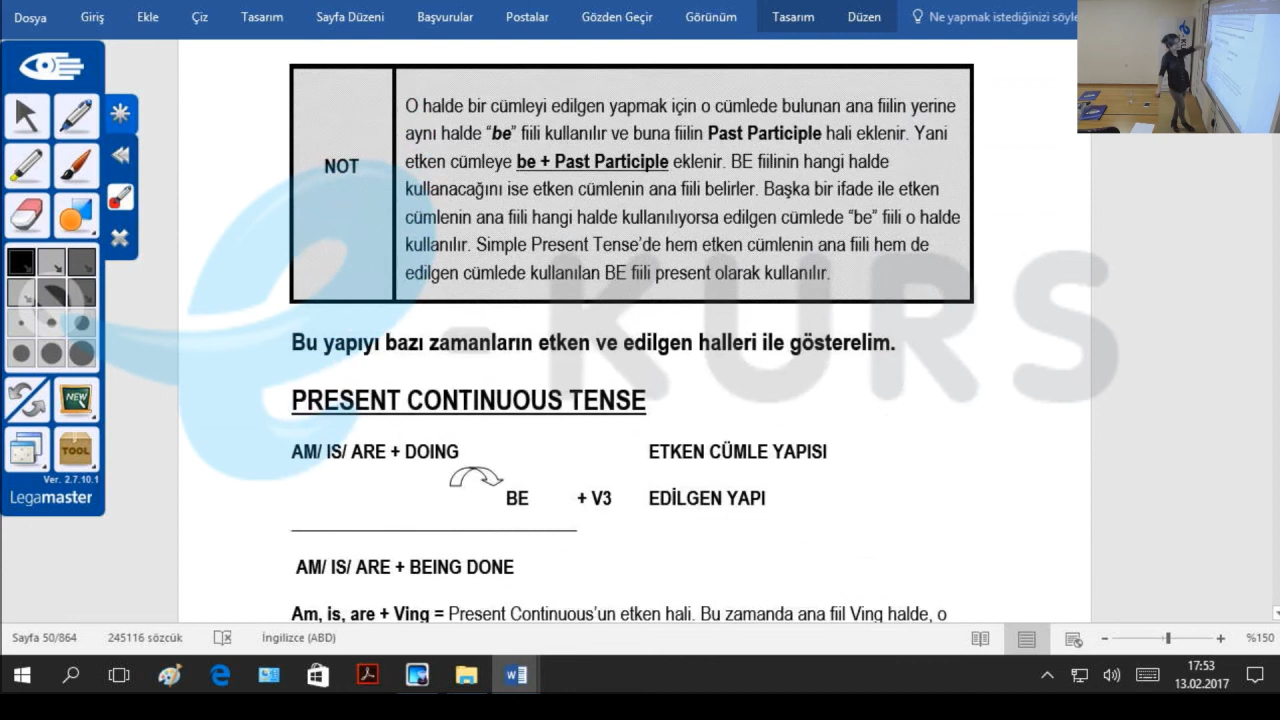 Dosya Giriş Ekle Çiz Tasarım Sayfa Düzeni Başvurular Postalar Gözden Geçir Görünüm Tasarım Düzen Ne yapmak istediğinizi söyle
NOT
O halde bir cümleyi edilgen yapmak için o cümlede bulunan ana fiilin yerine
aynı halde “be” fiili kullanılır ve buna fiilin Past Participle hali eklenir. Yani
etken cümleye be + Past Participle eklenir. BE fiilinin hangi halde
kullanacağını ise etken cümlenin ana fiili belirler. Başka bir ifade ile etken
cümlenin ana fiili hangi halde kullanılıyorsa edilgen cümlede “be” fiili o halde
kullanılır. Simple Present Tense’de hem etken cümlenin ana fiili hem de
edilgen cümlede kullanılan BE fiili present olarak kullanılır.
e-KURS
Bu yapıyı bazı zamanların etken ve edilgen halleri ile gösterelim.
PRESENT CONTINUOUS TENSE
AM/ IS/ ARE + DOING ETKEN CÜMLE YAPISI
BE + V3 EDİLGEN YAPI
AM/ IS/ ARE + BEING DONE
Am, is, are + Ving = Present Continuous’un etken hali. Bu zamanda ana fiil Ving halde, o
NEW
TOOL
Ver. 2.7.10.1
Legamaster
Sayfa 50/864 245116 sözcük İngilizce (ABD) %150
17:53
13.02.2017